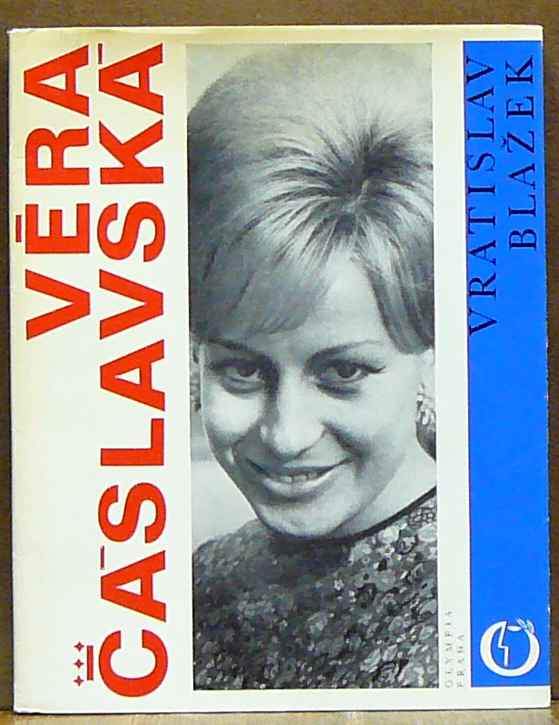 VĚRA
ČÁSLAVSKÁ
VRATISLAV
BLAŽEK
OLYMPIA
PRAHA